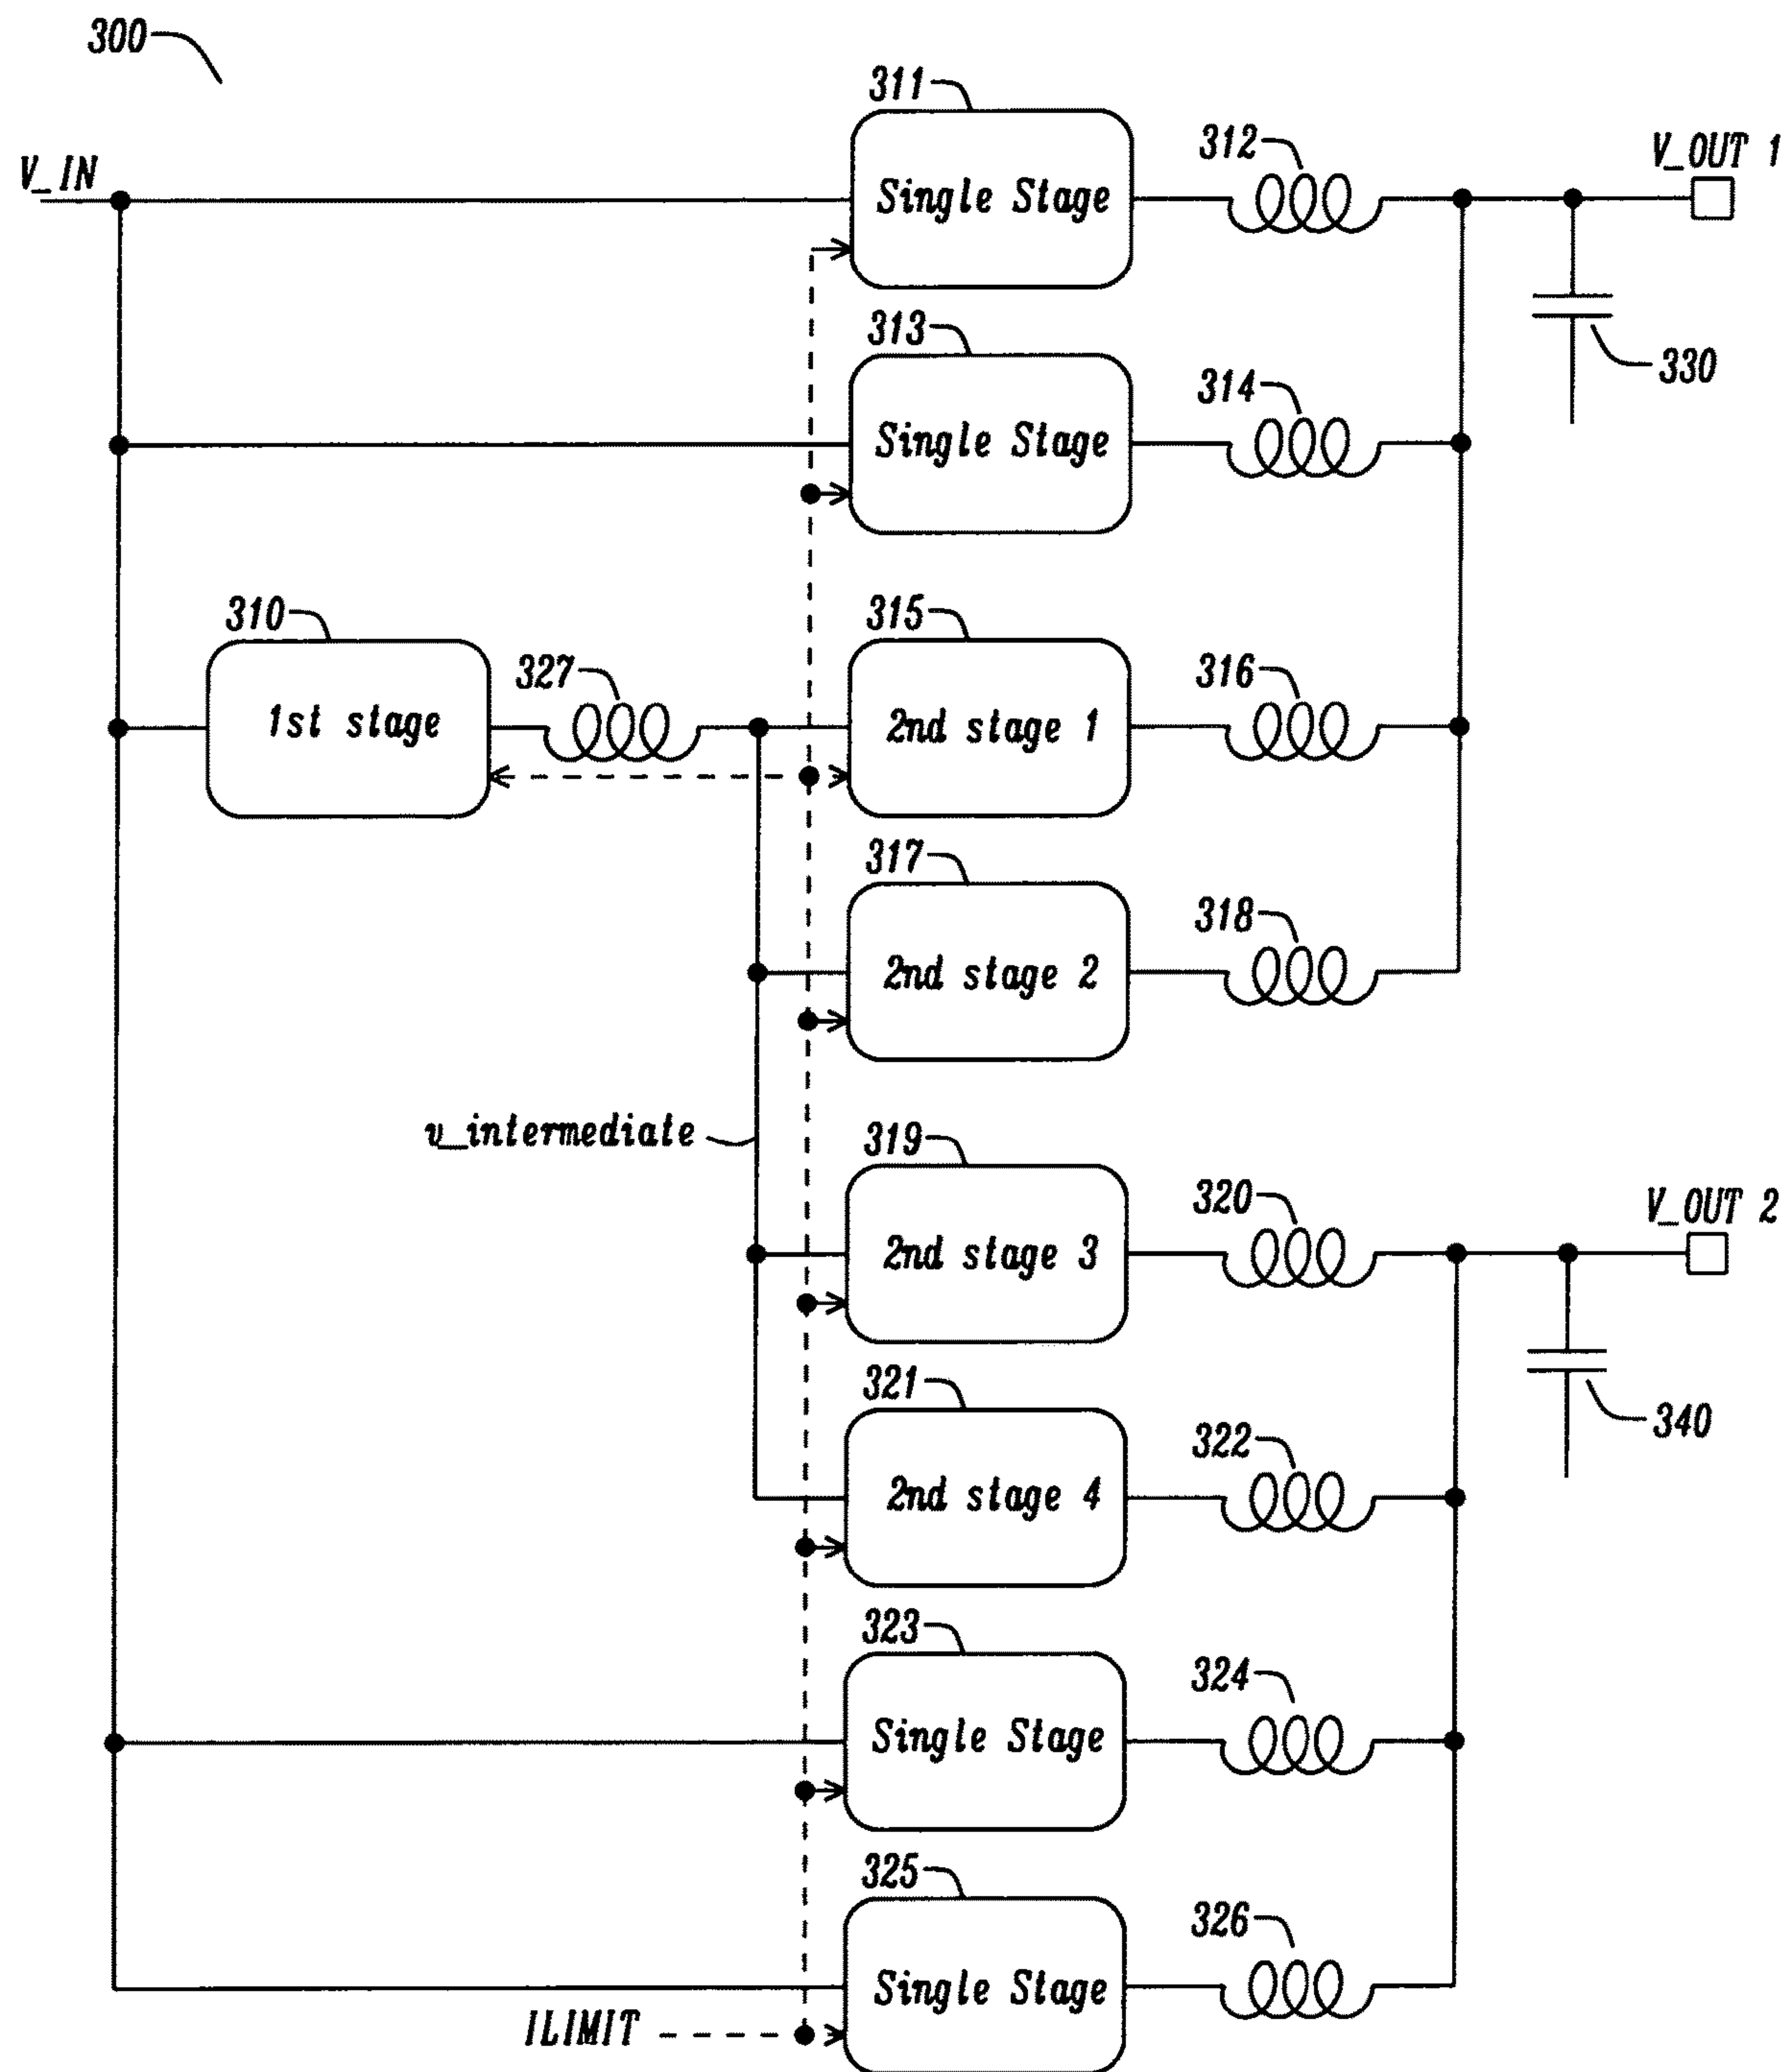 300
311
312
V_OUT 1
V_IN
Single Stage
313
330
314
Single Stage
310
315
327
316
1st stage
2nd stage 1
317
318
2nd stage 2
v_intermediate
319
320
V_OUT 2
2nd stage 3
321
340
322
2nd stage 4
323
324
Single Stage
325
326
Single Stage
ILIMIT